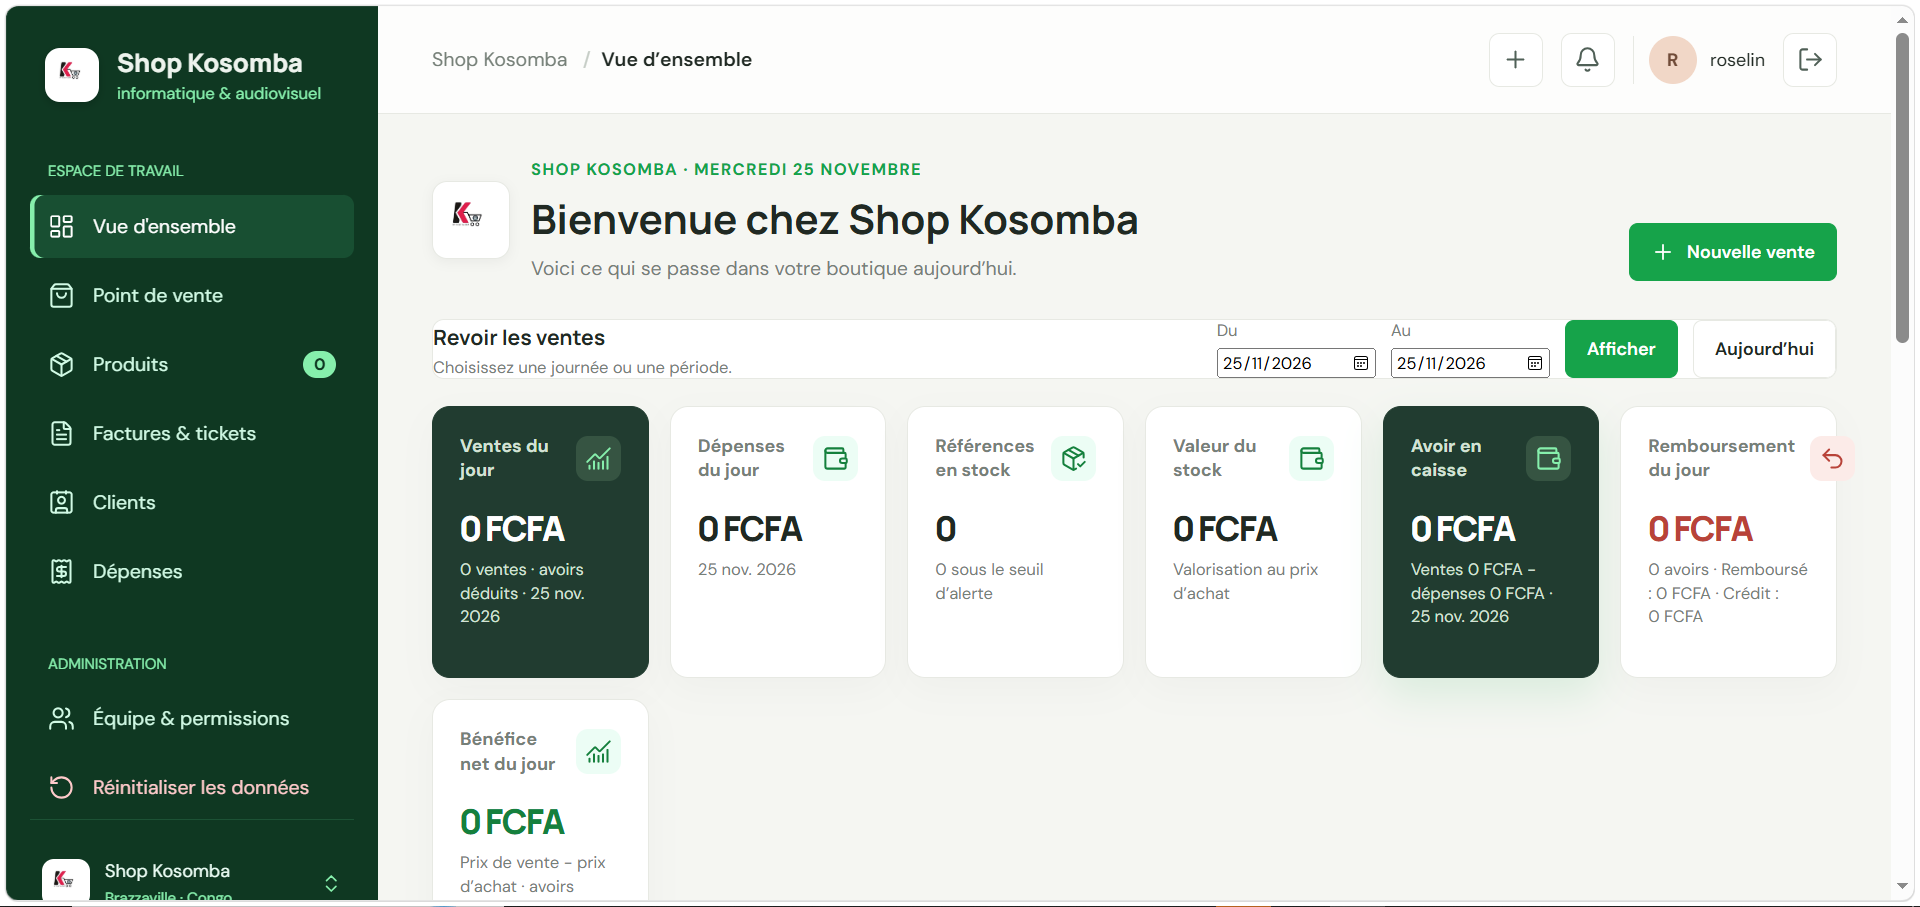 Shop Kosomba
informatique & audiovisuel
ESPACE DE TRAVAIL
Vue d'ensemble
Point de vente
Produits 0
Factures & tickets
Clients
Dépenses
ADMINISTRATION
Équipe & permissions
Réinitialiser les données
Shop Kosomba
Brazzaville · Congo
Shop Kosomba / Vue d’ensemble
R roselin
SHOP KOSOMBA · MERCREDI 25 NOVEMBRE
Bienvenue chez Shop Kosomba
Voici ce qui se passe dans votre boutique aujourd’hui.
Nouvelle vente
Revoir les ventes
Choisissez une journée ou une période.
Du
25/11/2026
Au
25/11/2026
Afficher
Aujourd’hui
Ventes du
jour
0 FCFA
0 ventes · avoirs
déduits · 25 nov.
2026
Dépenses
du jour
0 FCFA
25 nov. 2026
Références
en stock
0
0 sous le seuil
d’alerte
Valeur du
stock
0 FCFA
Valorisation au prix
d’achat
Avoir en
caisse
0 FCFA
Ventes 0 FCFA −
dépenses 0 FCFA ·
25 nov. 2026
Remboursement
du jour
0 FCFA
0 avoirs · Remboursé
: 0 FCFA · Crédit :
0 FCFA
Bénéfice
net du jour
0 FCFA
Prix de vente − prix
d’achat · avoirs